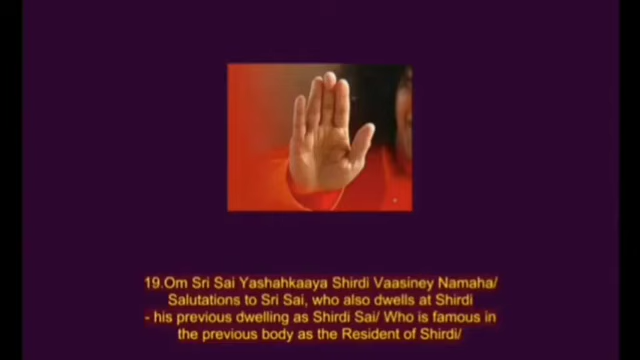 19.Om Sri Sai Yashahkaaya Shirdi Vaasiney Namaha/
Salutations to Sri Sai, who also dwells at Shirdi
- his previous dwelling as Shirdi Sai/ Who is famous in
the previous body as the Resident of Shirdi/